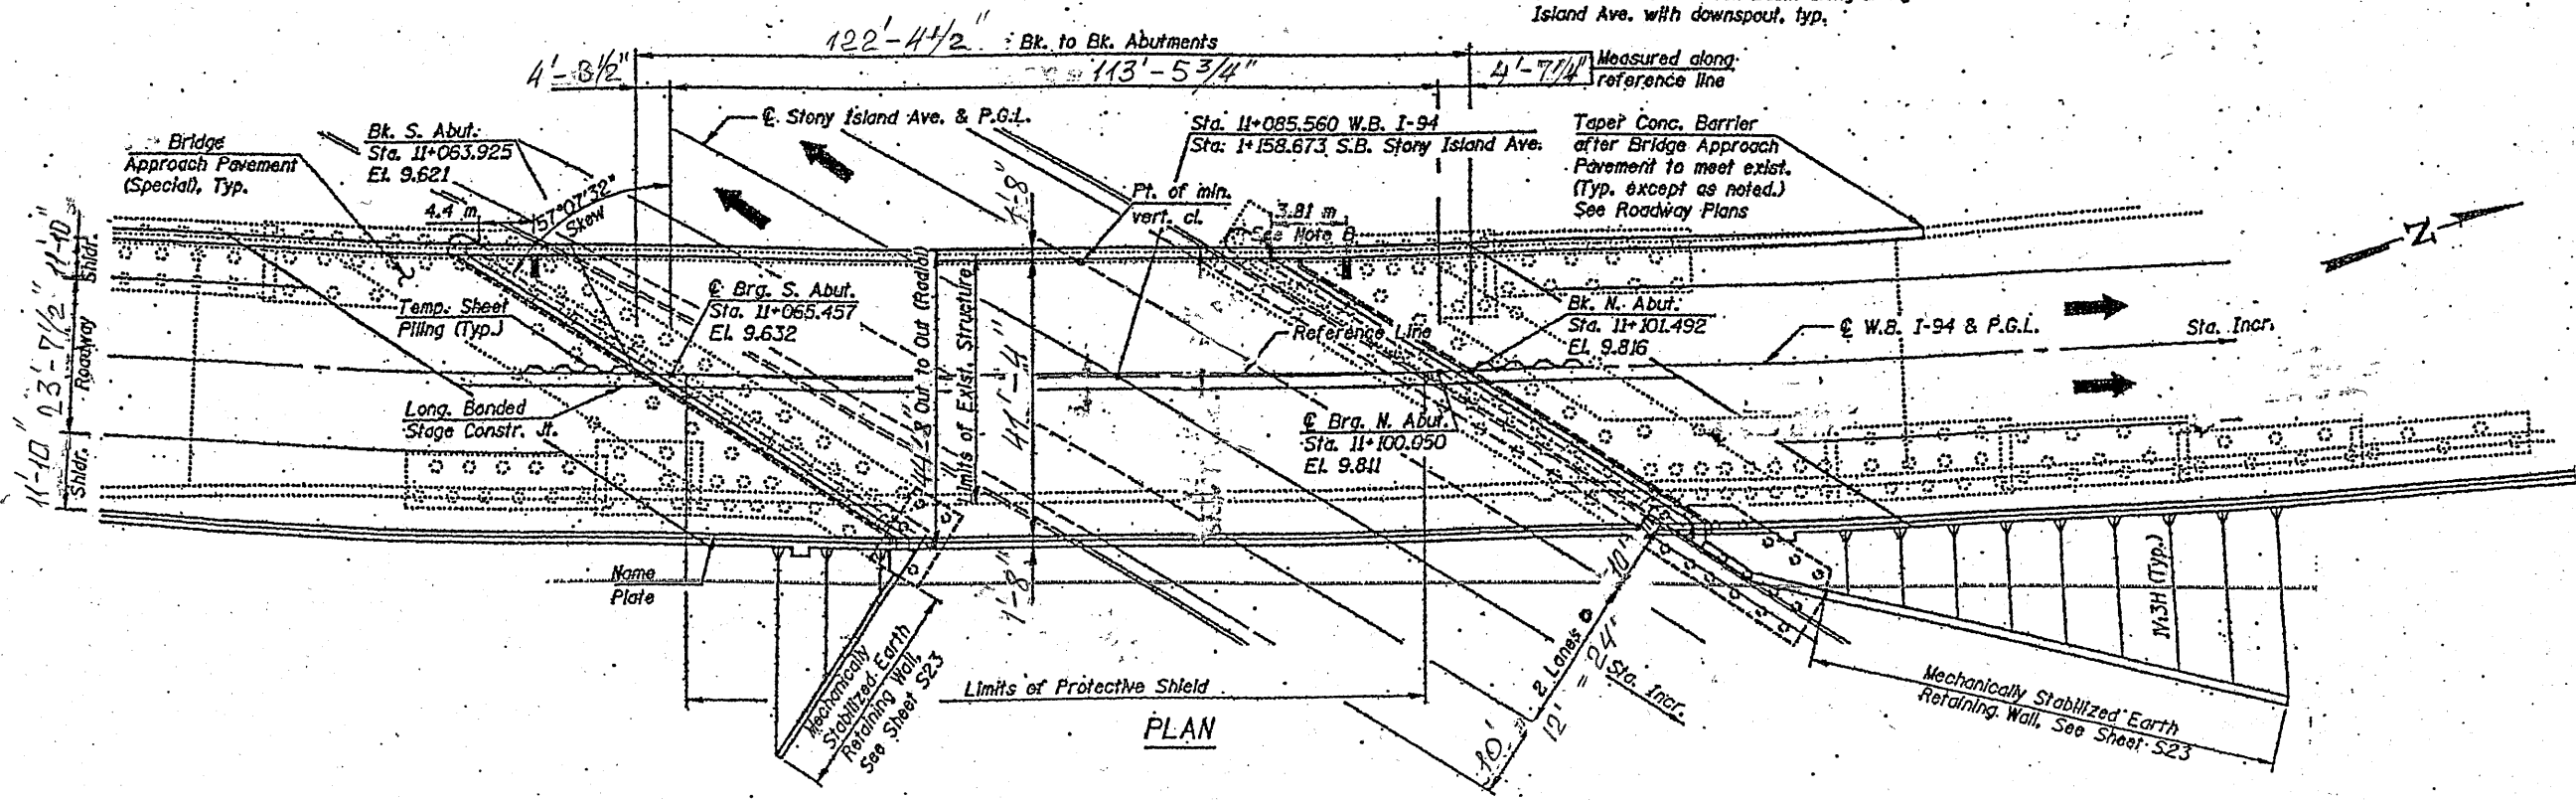 Island Ave. with downspout, typ.
122'-4 1/2" Bk. to Bk. Abutments
4'-3 1/2"
113'-5 3/4"
4'-7 1/4"
Measured along
reference line
℄ Stony Island Ave. & P.G.L.
Bridge
Approach Pavement
(Special), Typ.
Bk. S. Abut.
Sta. 11+063.925
El. 9.621
57°07'32"
Skew
4.4 m
Sta. 11+085.560 W.B. I-94
Sta. 1+158.673 S.B. Stony Island Ave.
Taper Conc. Barrier
after Bridge Approach
Pavement to meet exist.
(Typ. except as noted.)
See Roadway Plans
Pt. of min.
vert. cl.
3.81 m
See Note B
1'-8"
N
11'-10"
Shldr.
23'-7 1/2"
Roadway
11'-10"
Shldr.
Temp. Sheet
Piling (Typ.)
℄ Brg. S. Abut.
Sta. 11+065.457
El. 9.632
44'-8" Out to Out (Radial)
Limits of Exist. Structure
41'-4"
Reference Line
Bk. N. Abut.
Sta. 11+101.492
El. 9.816
℄ W.B. I-94 & P.G.L.
Sta. Incr.
Long. Bonded
Stage Constr. Jt.
℄ Brg. N. Abut.
Sta. 11+100.050
El. 9.811
Name
Plate
1'-8"
10'
2 Lanes @
12' = 24'
10'
Sta. Incr.
1V:3H (Typ.)
Mechanically
Stabilized Earth
Retaining Wall,
See Sheet S23
Limits of Protective Shield
Mechanically Stabilized Earth
Retaining Wall, See Sheet S23
PLAN